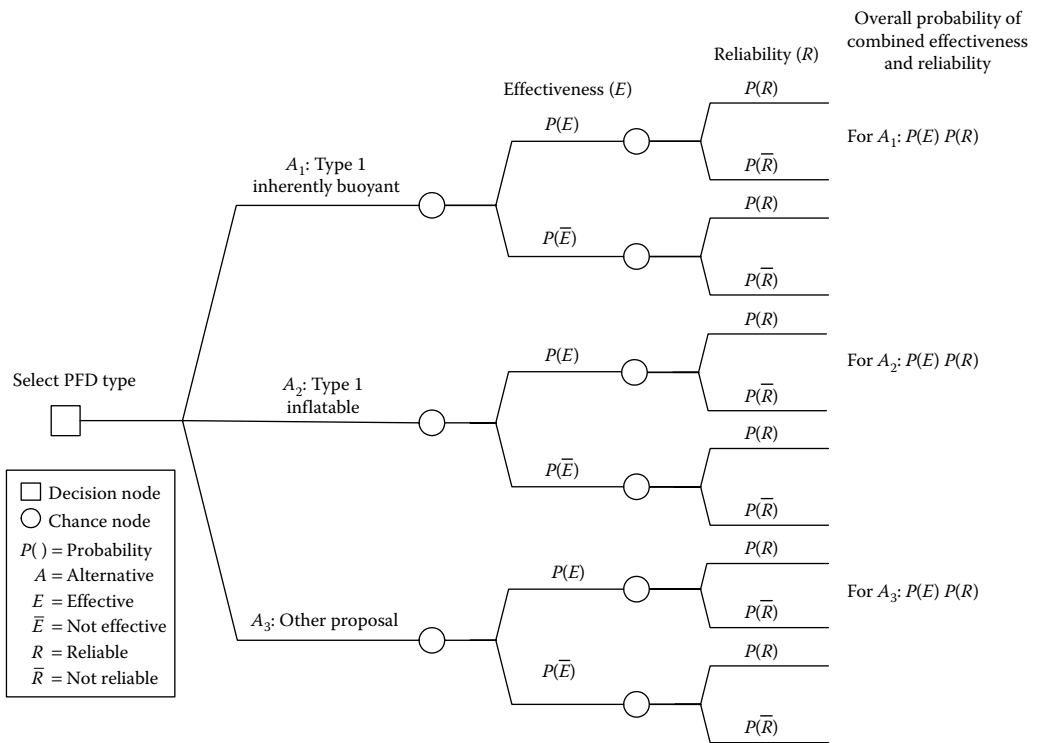 Overall probability of
combined effectiveness
and reliability
Reliability (R)
Effectiveness (E)
P(R)
P(E)
For A₁: P(E) P(R)
A₁: Type 1
inherently buoyant
P(R̅)
P(R)
P(E̅)
P(R̅)
P(R)
P(E)
For A₂: P(E) P(R)
Select PFD type
A₂: Type 1
inflatable
P(R̅)
P(R)
P(E̅)
P(R̅)
Decision node
Chance node
P( ) = Probability
A = Alternative
E = Effective
E̅ = Not effective
R = Reliable
R̅ = Not reliable
P(R)
P(E)
For A₃: P(E) P(R)
A₃: Other proposal
P(R̅)
P(R)
P(E̅)
P(R̅)